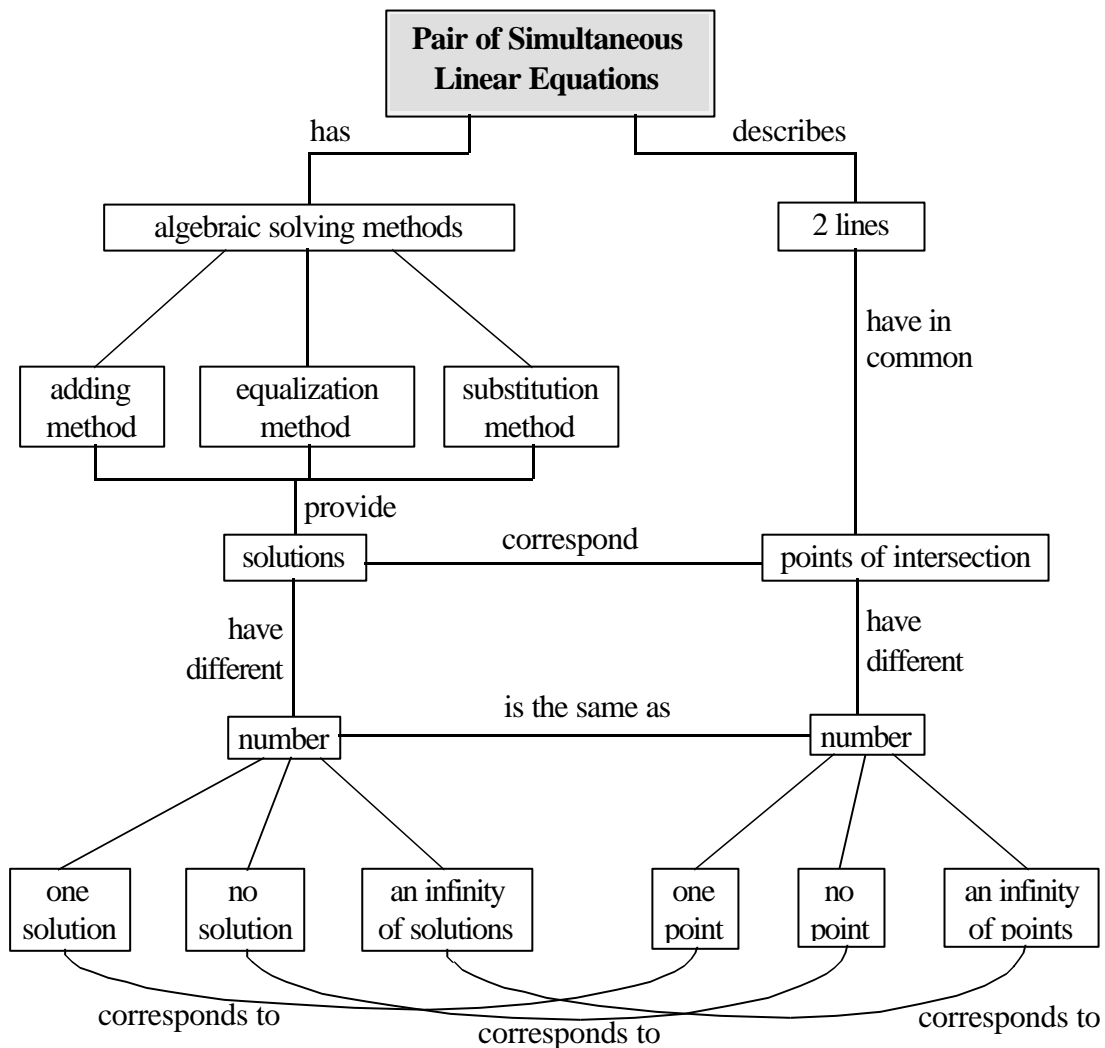 Pair of Simultaneous
Linear Equations
has
describes
algebraic solving methods
2 lines
have in
common
adding
method
equalization
method
substitution
method
provide
solutions
correspond
points of intersection
have
different
have
different
number
is the same as
number
one
solution
no
solution
an infinity
of solutions
one
point
no
point
an infinity
of points
corresponds to
corresponds to
corresponds to